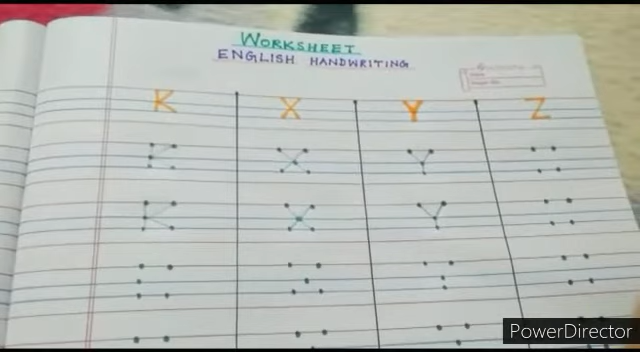 WORKSHEET
ENGLISH HANDWRITING
K X Y Z
K X Y
K X Y
PowerDirector